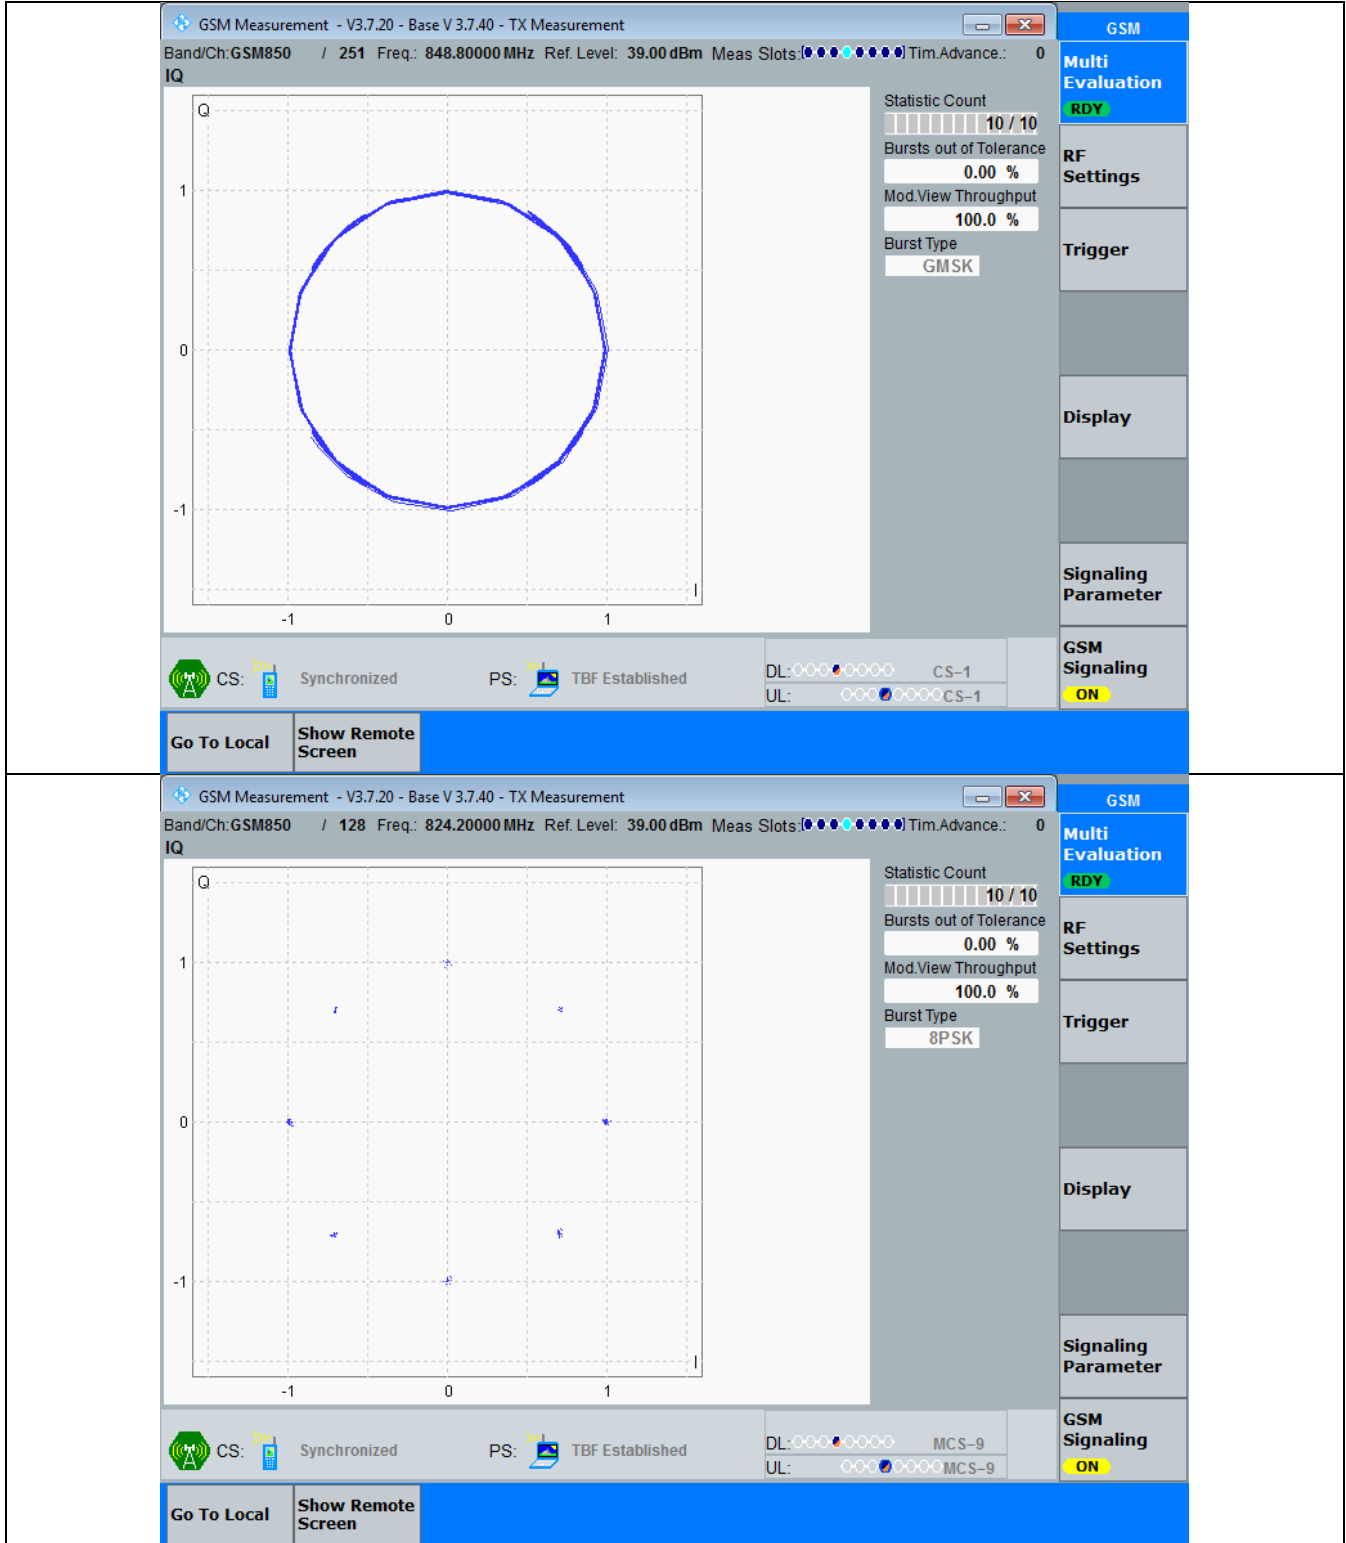 GSM Measurement - V3.7.20 - Base V 3.7.40 - TX Measurement
GSM
Band/Ch: GSM850 / 251 Freq.: 848.80000 MHz Ref. Level: 39.00 dBm Meas Slots: Tim.Advance.: 0
IQ
Multi
Evaluation
RDY
Q
Statistic Count
10 / 10
Bursts out of Tolerance
0.00 %
Mod.View Throughput
100.0 %
Burst Type
GMSK
RF
Settings
Trigger
1
0
-1
I
-1 0 1
Display
Signaling
Parameter
GSM
Signaling
ON
CS: Synchronized PS: TBF Established
DL: CS-1
UL: CS-1
Go To Local
Show Remote
Screen
GSM Measurement - V3.7.20 - Base V 3.7.40 - TX Measurement
GSM
Band/Ch: GSM850 / 128 Freq.: 824.20000 MHz Ref. Level: 39.00 dBm Meas Slots: Tim.Advance.: 0
IQ
Multi
Evaluation
RDY
Q
Statistic Count
10 / 10
Bursts out of Tolerance
0.00 %
Mod.View Throughput
100.0 %
Burst Type
8PSK
RF
Settings
Trigger
1
0
-1
I
-1 0 1
Display
Signaling
Parameter
GSM
Signaling
ON
CS: Synchronized PS: TBF Established
DL: MCS-9
UL: MCS-9
Go To Local
Show Remote
Screen